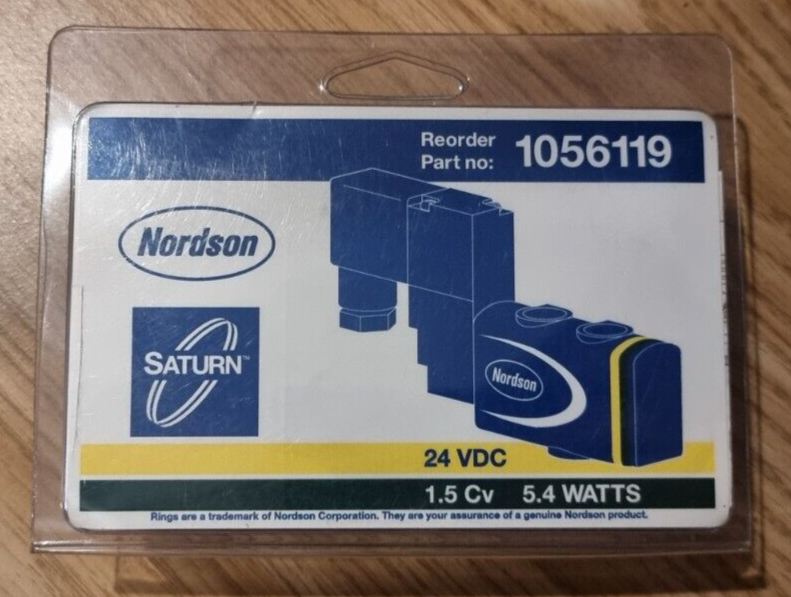 Reorder
Part no: 1056119
Nordson
SATURN™
Nordson
24 VDC
1.5 Cv 5.4 WATTS
Rings are a trademark of Nordson Corporation. They are your assurance of a genuine Nordson product.